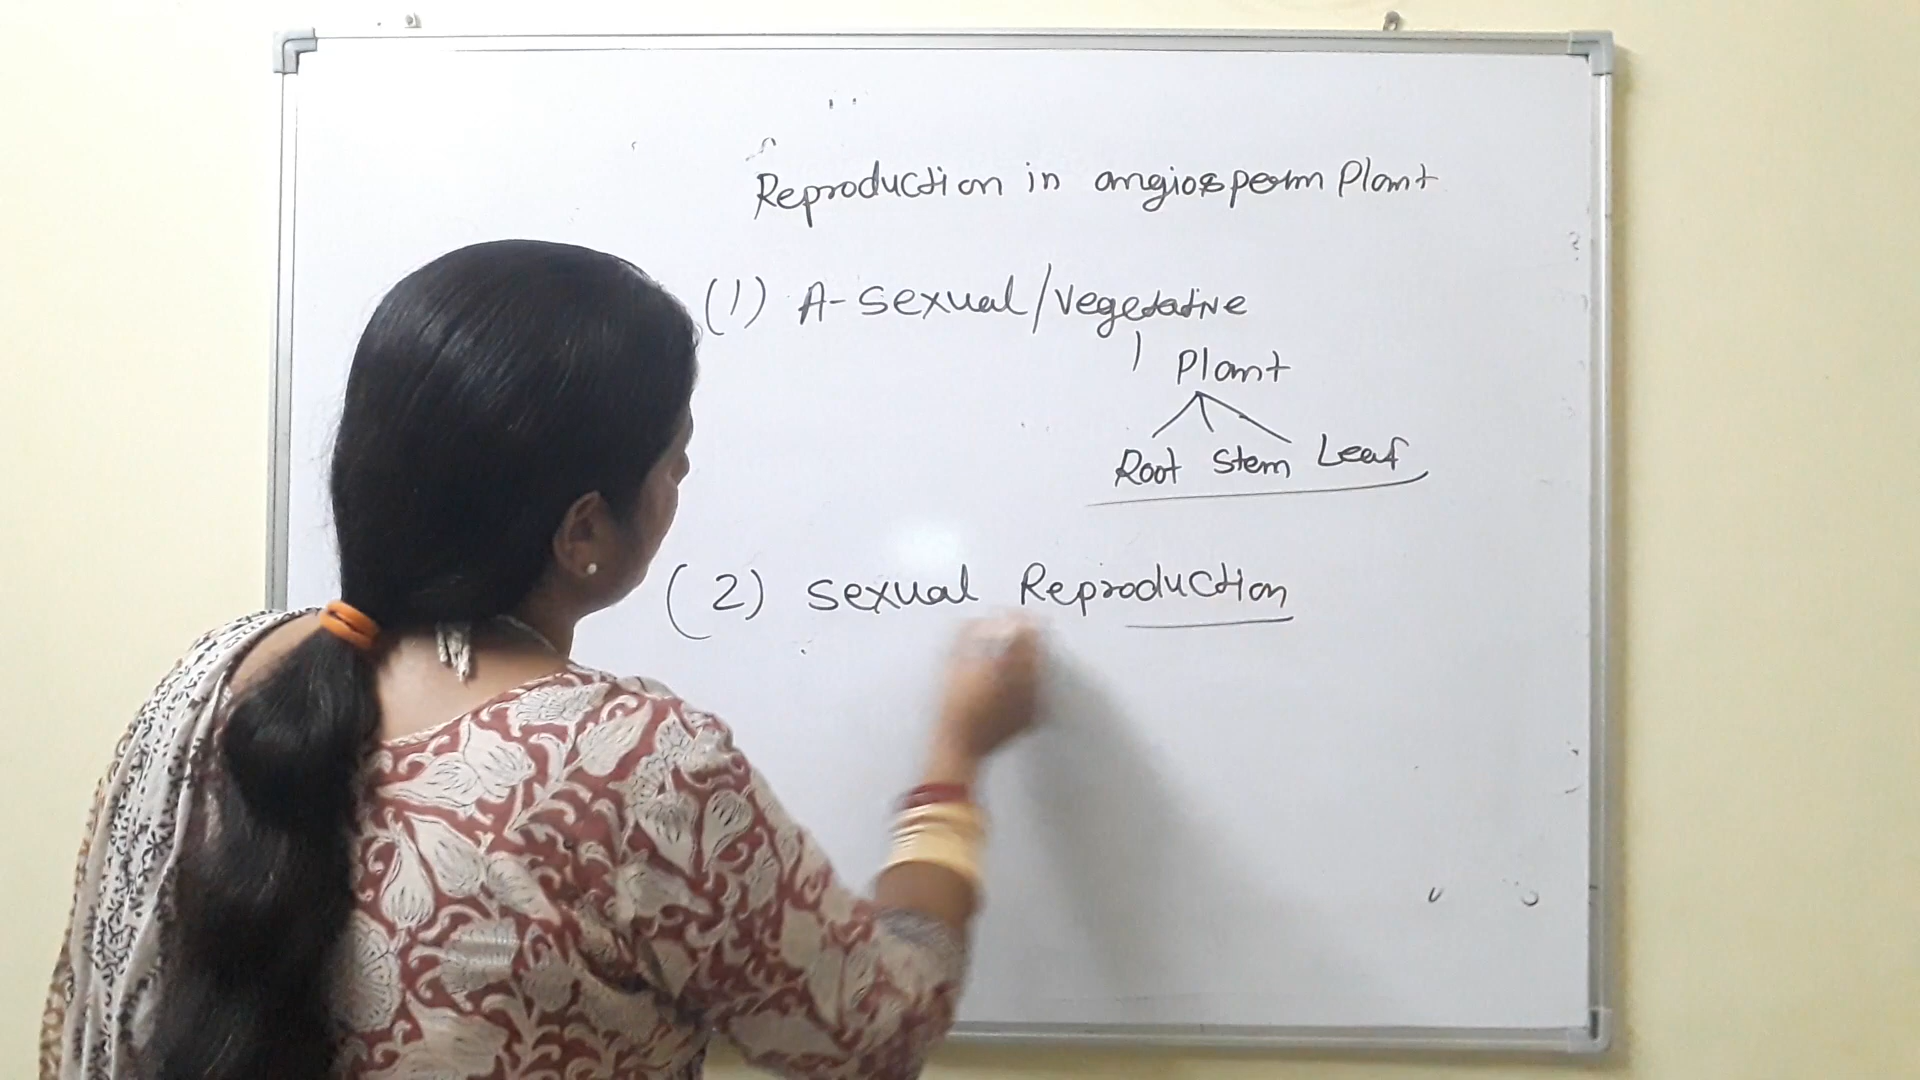 Reproduction in angiosperm Plant
(1) A-sexual/vegetative
Plant
Root Stem Leaf
(2) Sexual Reproduction